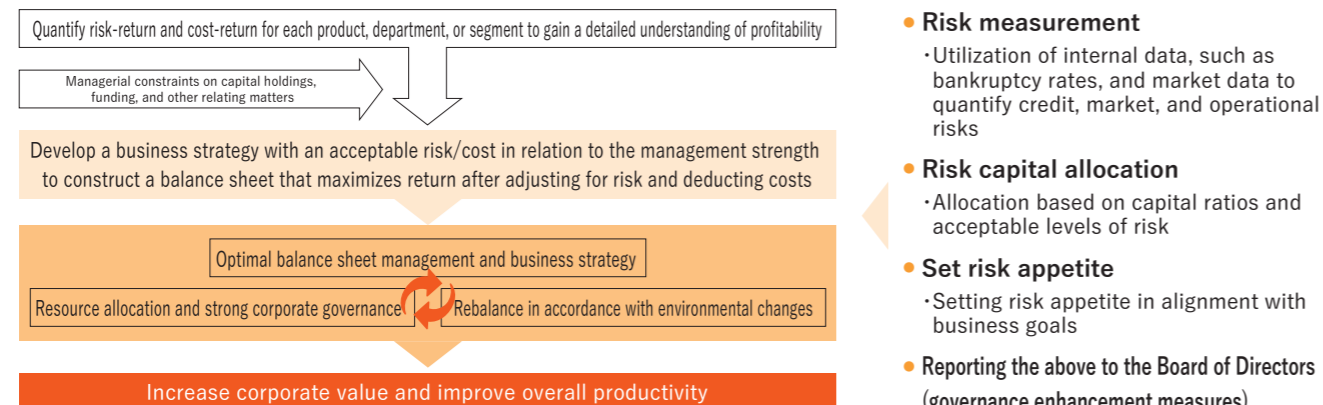 Quantify risk-return and cost-return for each product, department, or segment to gain a detailed understanding of profitability
Managerial constraints on capital holdings,
funding, and other relating matters
Develop a business strategy with an acceptable risk/cost in relation to the management strength
to construct a balance sheet that maximizes return after adjusting for risk and deducting costs
Optimal balance sheet management and business strategy
Resource allocation and strong corporate governance
Rebalance in accordance with environmental changes
Increase corporate value and improve overall productivity
• Risk measurement
・Utilization of internal data, such as
bankruptcy rates, and market data to
quantify credit, market, and operational
risks
• Risk capital allocation
・Allocation based on capital ratios and
acceptable levels of risk
• Set risk appetite
・Setting risk appetite in alignment with
business goals
• Reporting the above to the Board of Directors
(governance enhancement measures)